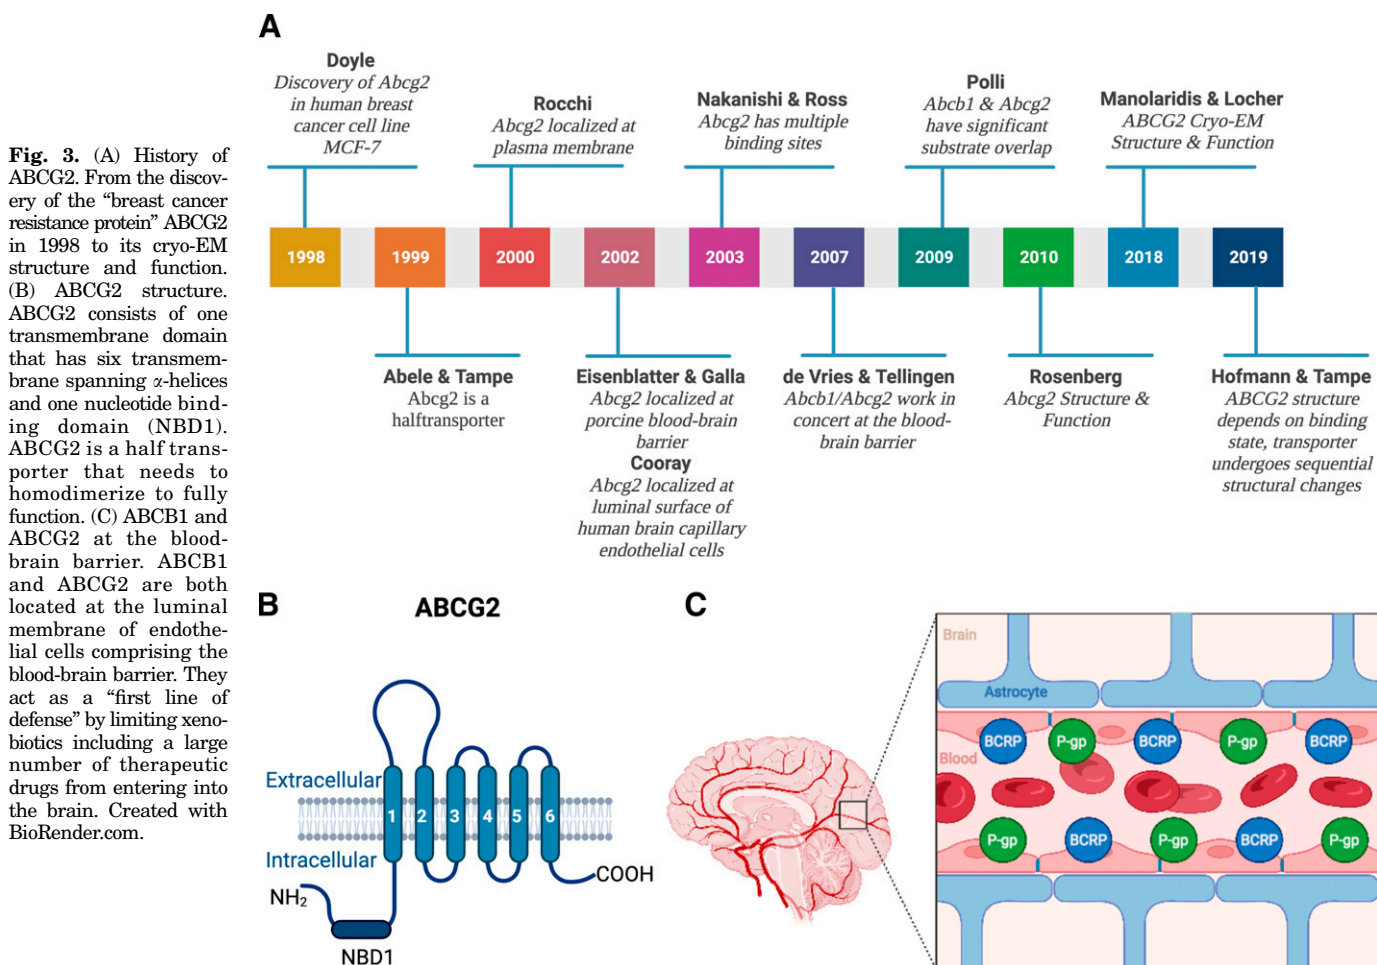 Fig. 3. (A) History of
ABCG2. From the discov-
ery of the “breast cancer
resistance protein” ABCG2
in 1998 to its cryo-EM
structure and function.
(B) ABCG2 structure.
ABCG2 consists of one
transmembrane domain
that has six transmem-
brane spanning α-helices
and one nucleotide bind-
ing domain (NBD1).
ABCG2 is a half trans-
porter that needs to
homodimerize to fully
function. (C) ABCB1 and
ABCG2 at the blood-
brain barrier. ABCB1
and ABCG2 are both
located at the luminal
membrane of endothe-
lial cells comprising the
blood-brain barrier. They
act as a “first line of
defense” by limiting xeno-
biotics including a large
number of therapeutic
drugs from entering into
the brain. Created with
BioRender.com.
A
Doyle
Discovery of Abcg2
in human breast
cancer cell line
MCF-7
Rocchi
Abcg2 localized at
plasma membrane
Nakanishi & Ross
Abcg2 has multiple
binding sites
Polli
Abcb1 & Abcg2
have significant
substrate overlap
Manolaridis & Locher
ABCG2 Cryo-EM
Structure & Function
1998
1999
2000
2002
2003
2007
2009
2010
2018
2019
Abele & Tampe
Abcg2 is a
halftransporter
Eisenblatter & Galla
Abcg2 localized at
porcine blood-brain
barrier
Cooray
Abcg2 localized at
luminal surface of
human brain capillary
endothelial cells
de Vries & Tellingen
Abcb1/Abcg2 work in
concert at the blood-
brain barrier
Rosenberg
Abcg2 Structure &
Function
Hofmann & Tampe
ABCG2 structure
depends on binding
state, transporter
undergoes sequential
structural changes
B
ABCG2
Extracellular
1 2 3 4 5 6
Intracellular
NH2
COOH
NBD1
C
Brain
Astrocyte
BCRP P-gp BCRP P-gp BCRP
Blood
P-gp BCRP P-gp BCRP P-gp